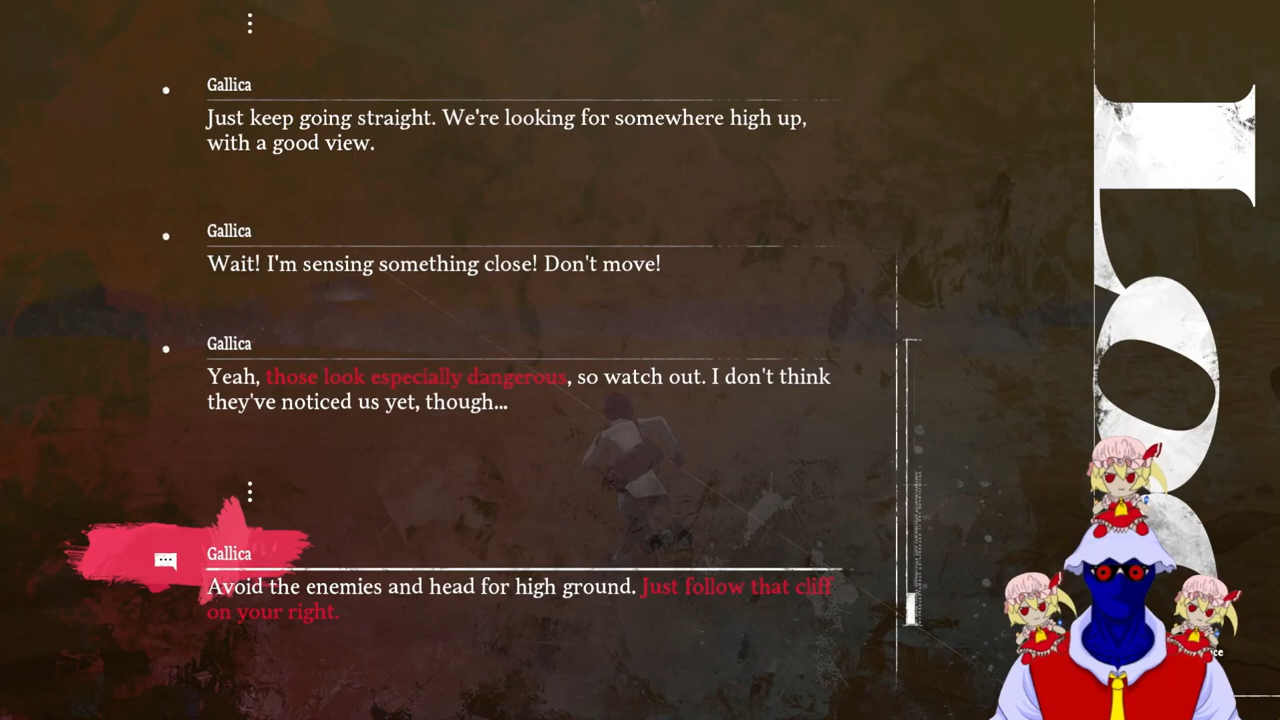 Gallica
Just keep going straight. We're looking for somewhere high up,
with a good view.
Gallica
Wait! I'm sensing something close! Don't move!
Gallica
Yeah, those look especially dangerous, so watch out. I don't think
they've noticed us yet, though...
Gallica
Avoid the enemies and head for high ground. Just follow that cliff
on your right.